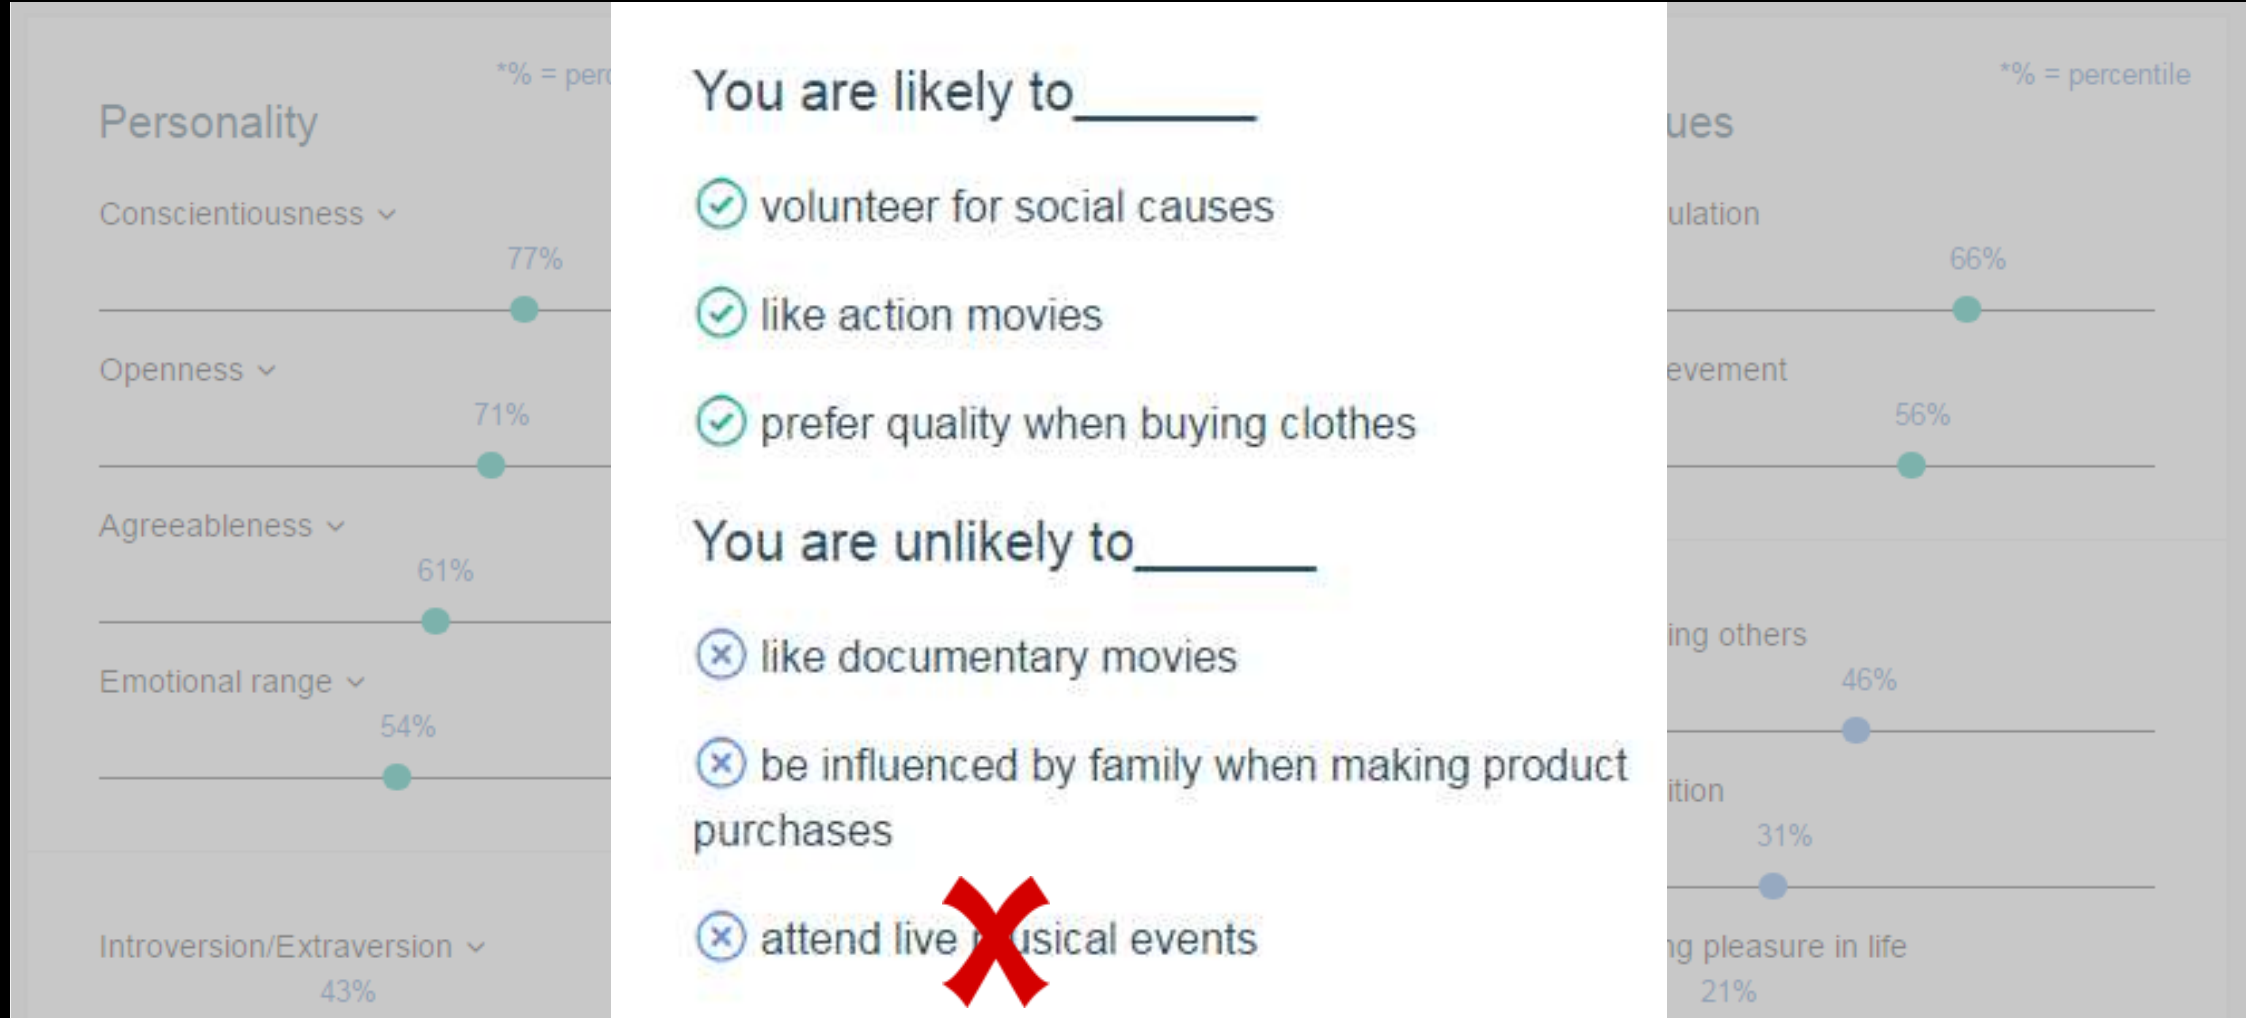 *% = perc
Personality
Conscientiousness
77%
Openness
71%
Agreeableness
61%
Emotional range
54%
Introversion/Extraversion
43%
You are likely to______
volunteer for social causes
like action movies
prefer quality when buying clothes
You are unlikely to______
like documentary movies
be influenced by family when making product
purchases
attend live musical events
*% = percentile
ues
ulation
66%
evement
56%
ing others
46%
ition
31%
ng pleasure in life
21%